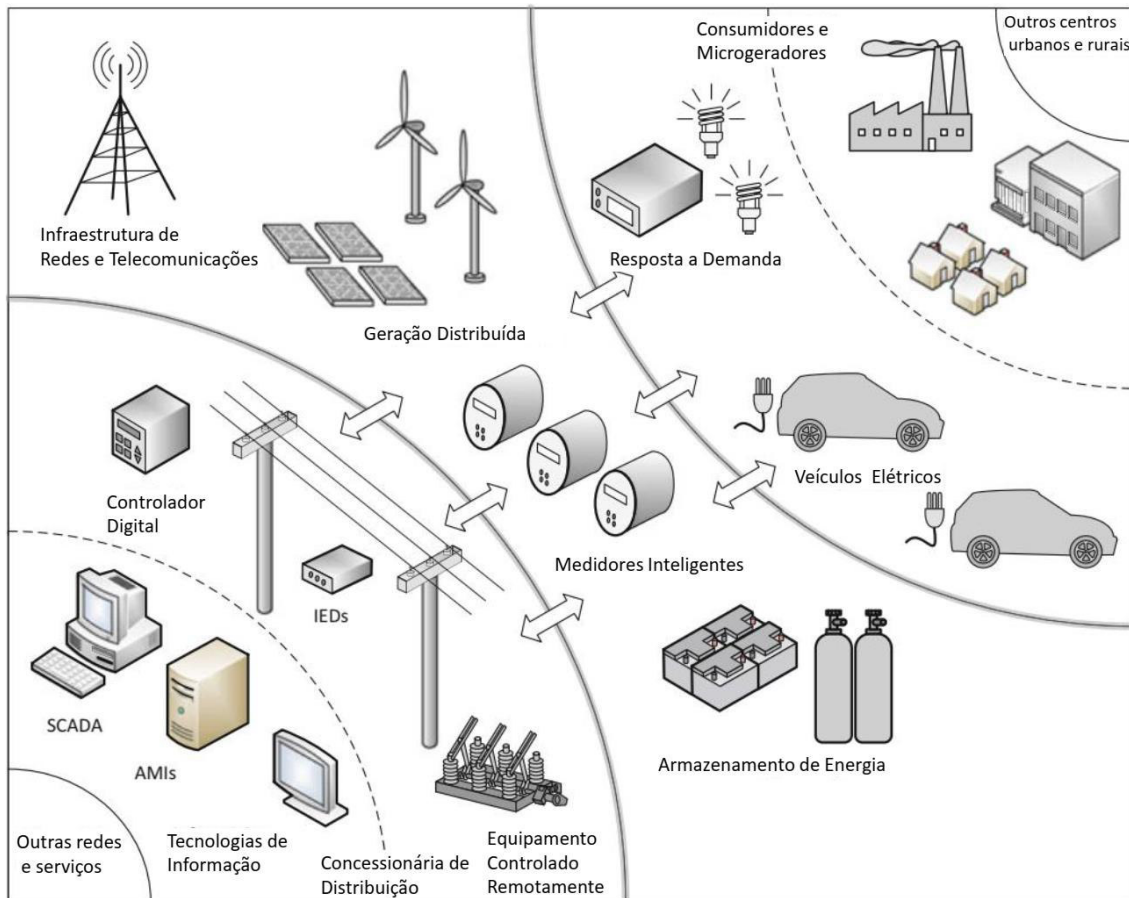 Consumidores e
Microgeradores
Outros centros
urbanos e rurais
Infraestrutura de
Redes e Telecomunicações
Resposta a Demanda
Geração Distribuída
Controlador
Digital
Veículos Elétricos
IEDs
Medidores Inteligentes
SCADA
AMIs
Armazenamento de Energia
Outras redes
e serviços
Tecnologias de
Informação
Concessionária de
Distribuição
Equipamento
Controlado
Remotamente